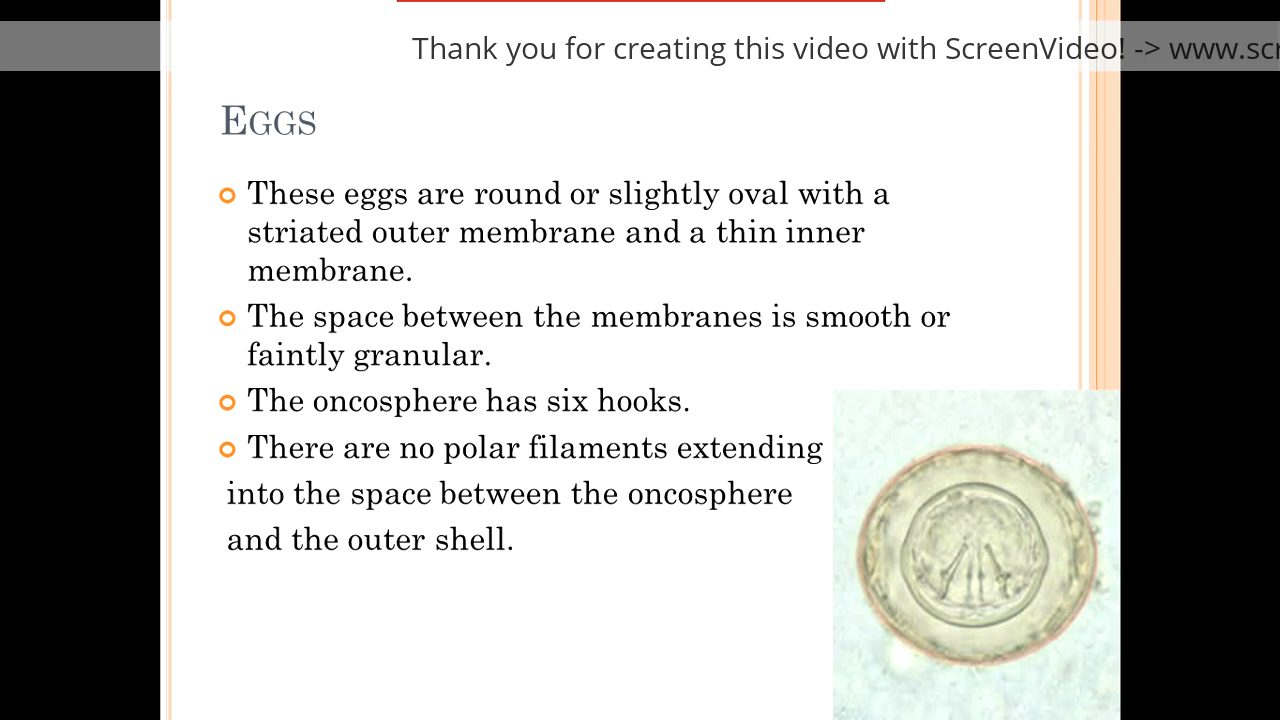 Thank you for creating this video with ScreenVideo! -> www.scr
Eggs
These eggs are round or slightly oval with a
striated outer membrane and a thin inner
membrane.
The space between the membranes is smooth or
faintly granular.
The oncosphere has six hooks.
There are no polar filaments extending
into the space between the oncosphere
and the outer shell.